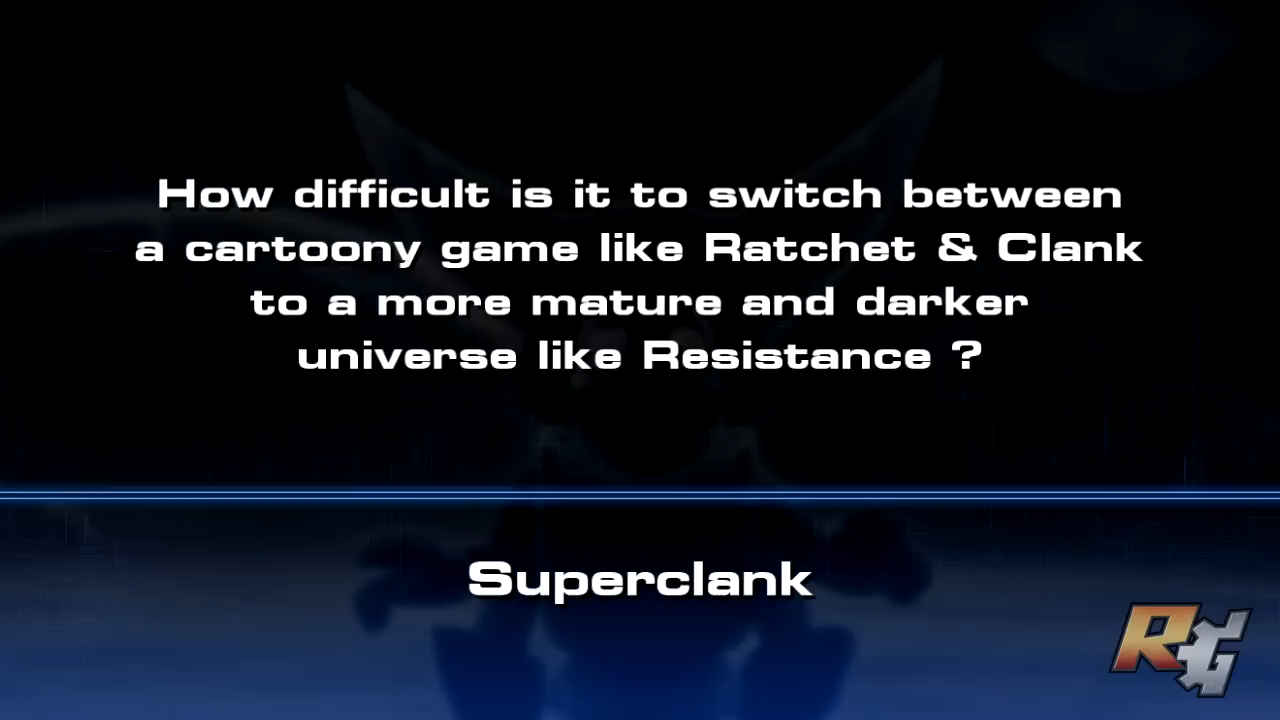 How difficult is it to switch between
a cartoony game like Ratchet & Clank
to a more mature and darker
universe like Resistance ?
Superclank
RG